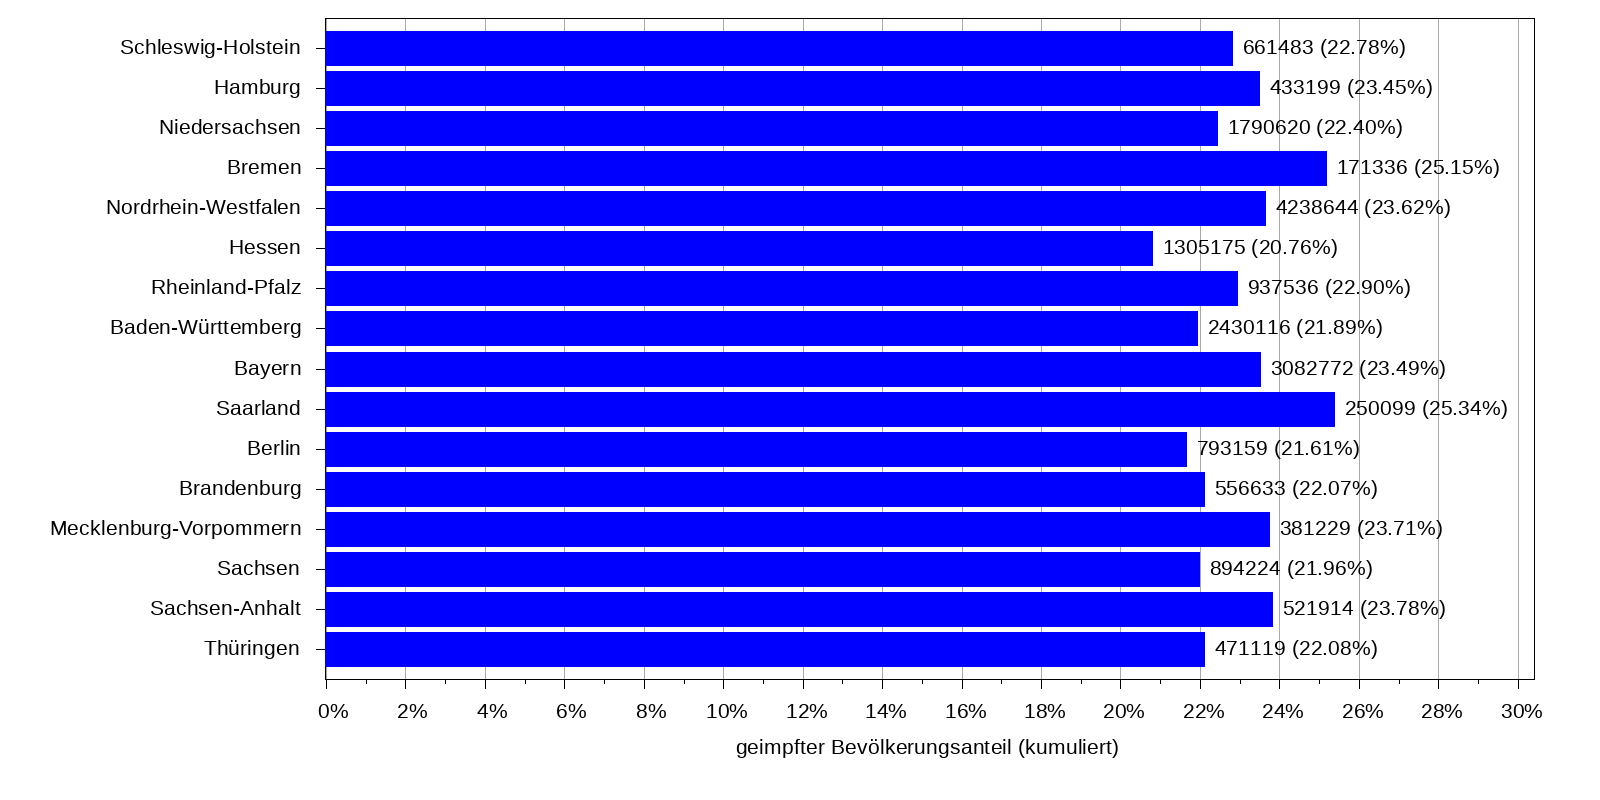 Schleswig-Holstein 661483 (22.78%)
Hamburg 433199 (23.45%)
Niedersachsen 1790620 (22.40%)
Bremen 171336 (25.15%)
Nordrhein-Westfalen 4238644 (23.62%)
Hessen 1305175 (20.76%)
Rheinland-Pfalz 937536 (22.90%)
Baden-Württemberg 2430116 (21.89%)
Bayern 3082772 (23.49%)
Saarland 250099 (25.34%)
Berlin 793159 (21.61%)
Brandenburg 556633 (22.07%)
Mecklenburg-Vorpommern 381229 (23.71%)
Sachsen 894224 (21.96%)
Sachsen-Anhalt 521914 (23.78%)
Thüringen 471119 (22.08%)
0% 2% 4% 6% 8% 10% 12% 14% 16% 18% 20% 22% 24% 26% 28% 30%
geimpfter Bevölkerungsanteil (kumuliert)